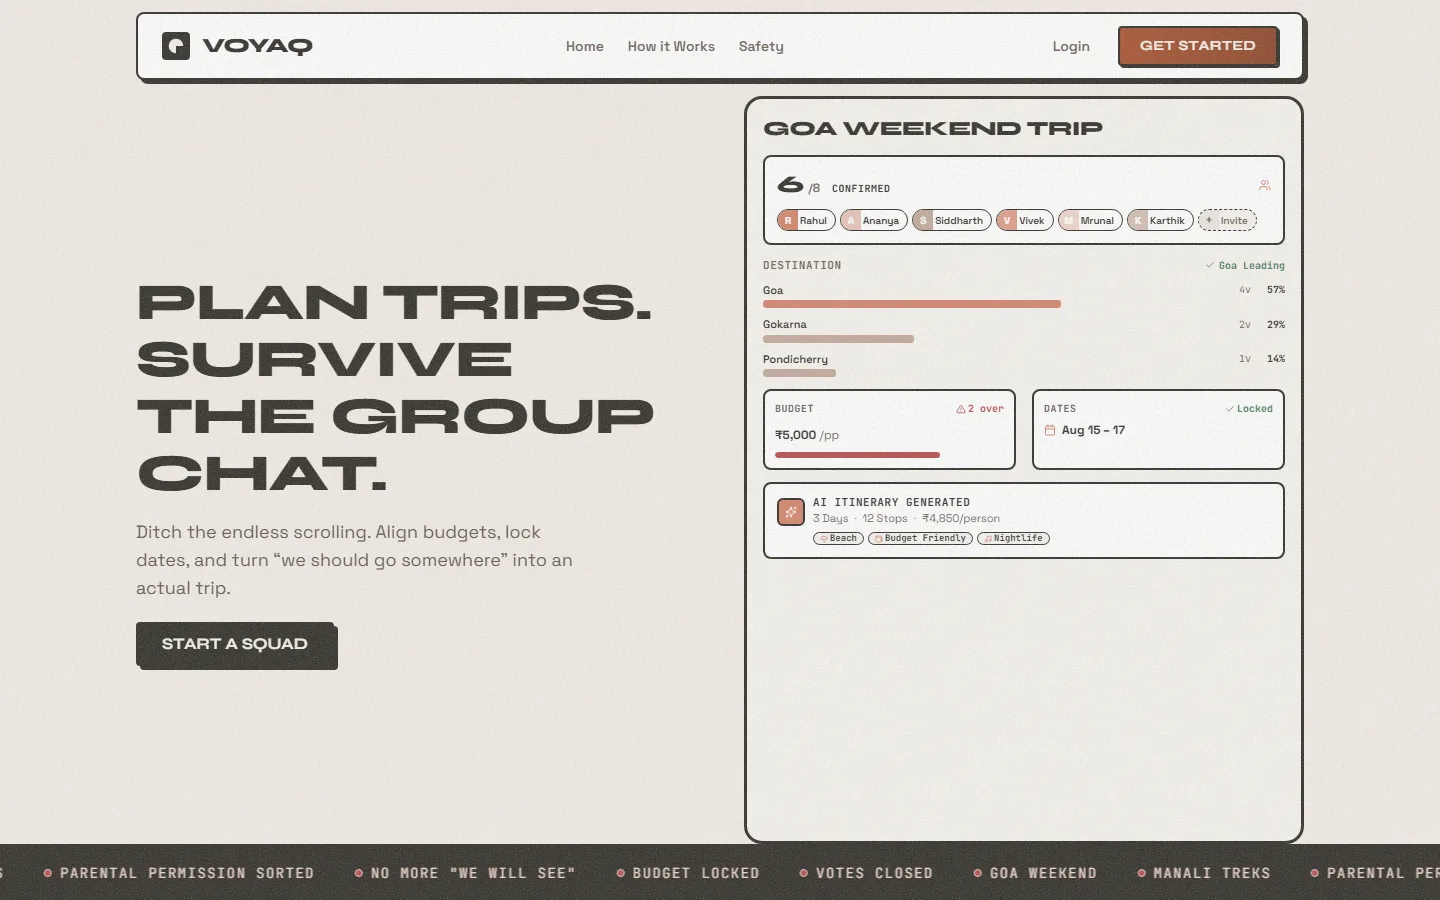 VOYAQ
Home How it Works Safety
Login
GET STARTED
PLAN TRIPS.
SURVIVE
THE GROUP
CHAT.
Ditch the endless scrolling. Align budgets, lock
dates, and turn “we should go somewhere” into an
actual trip.
START A SQUAD
GOA WEEKEND TRIP
6 /8 CONFIRMED
R Rahul A Ananya S Siddharth V Vivek M Mrunal K Karthik + Invite
DESTINATION Goa Leading
Goa 4v 57%
Gokarna 2v 29%
Pondicherry 1v 14%
BUDGET 2 over
₹5,000 /pp
DATES Locked
Aug 15 – 17
AI ITINERARY GENERATED
3 Days · 12 Stops · ₹4,850/person
Beach Budget Friendly Nightlife
S PARENTAL PERMISSION SORTED NO MORE "WE WILL SEE" BUDGET LOCKED VOTES CLOSED GOA WEEKEND MANALI TREKS PARENTAL PER